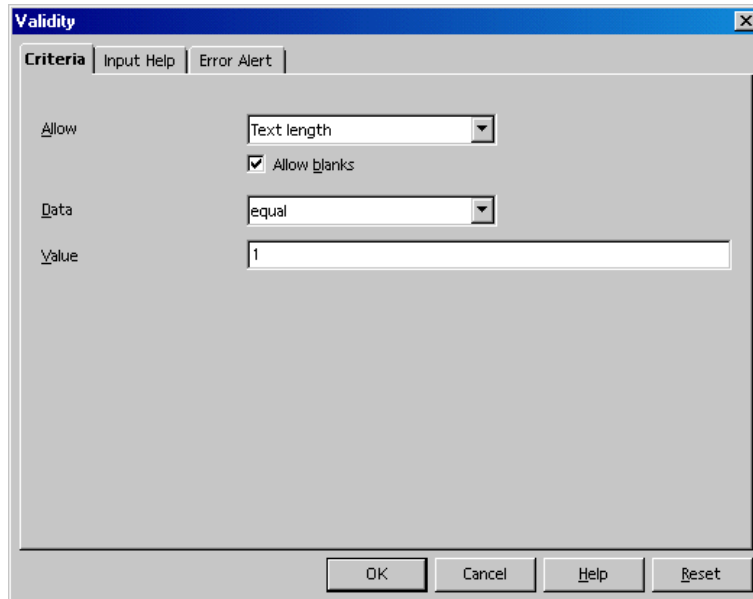 Validity
Criteria Input Help Error Alert
Allow Text length
Allow blanks
Data equal
Value 1
OK Cancel Help Reset